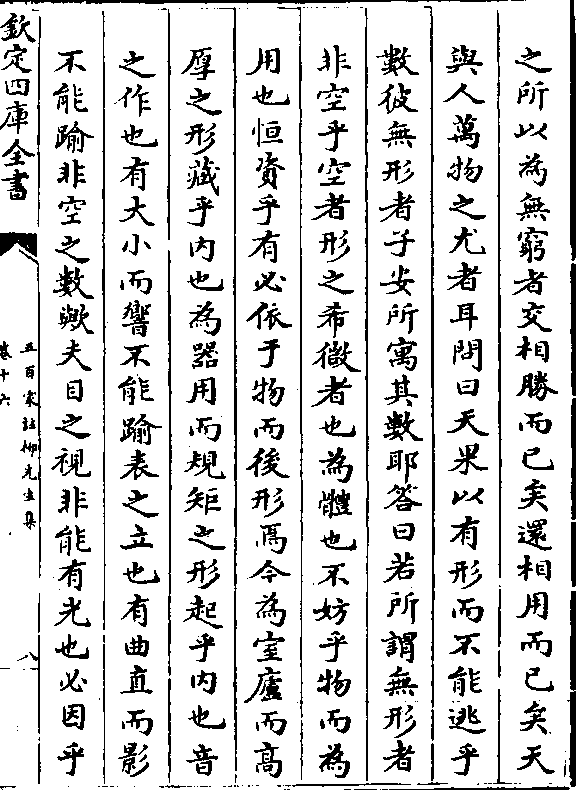 之所以為無窮者交相勝而已矣還相用而已矣天
與人萬物之尤者耳問曰天果以有形而不能逃乎
數彼無形者子安所寓其數耶答曰若所謂無形者
非空乎空者形之希微者也為體也不妨乎物而為
用也恒資乎有必依于物而後形焉今為室廬而高
厚之形藏乎内也為器用而規矩之形起乎内也音
之作也有大小而響不能踰表之立也有曲直而影
不能踰非空之數歟夫目之視非能有光也必因乎
欽定四庫全書
五百家註柳先生集
卷十六
八